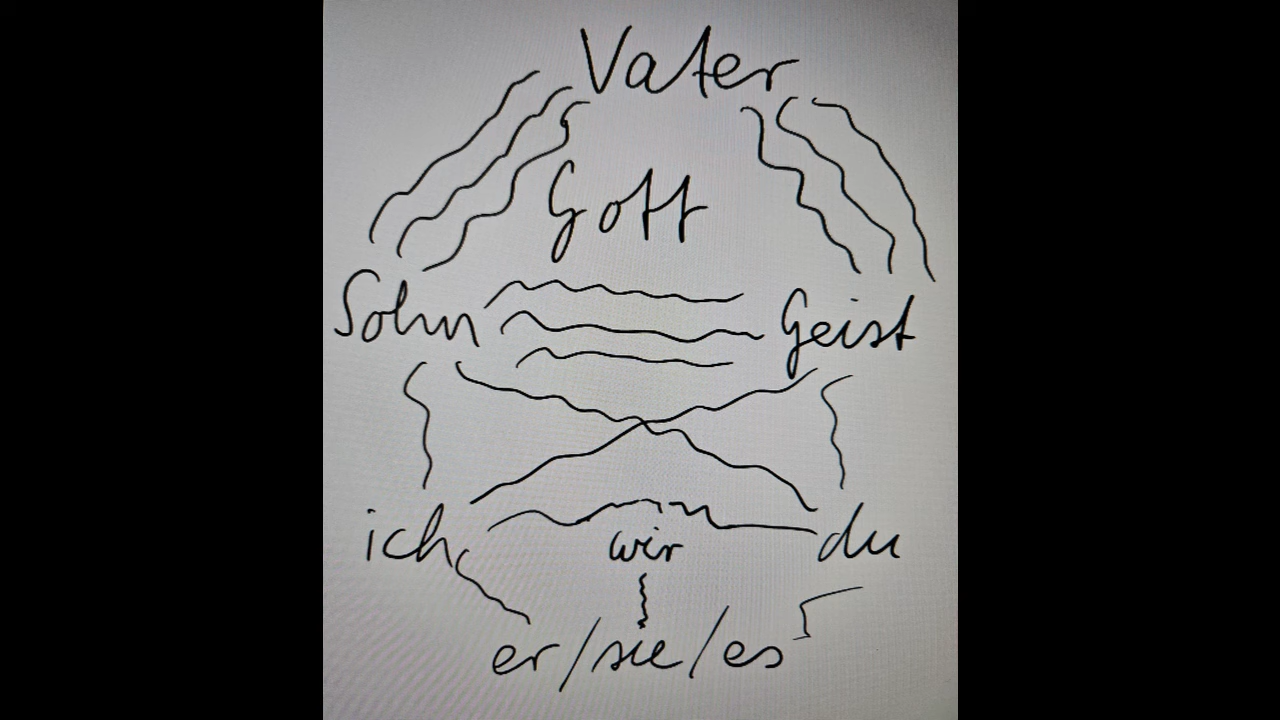 Vater
Gott
Sohn Geist
ich wir du
er/sie/es